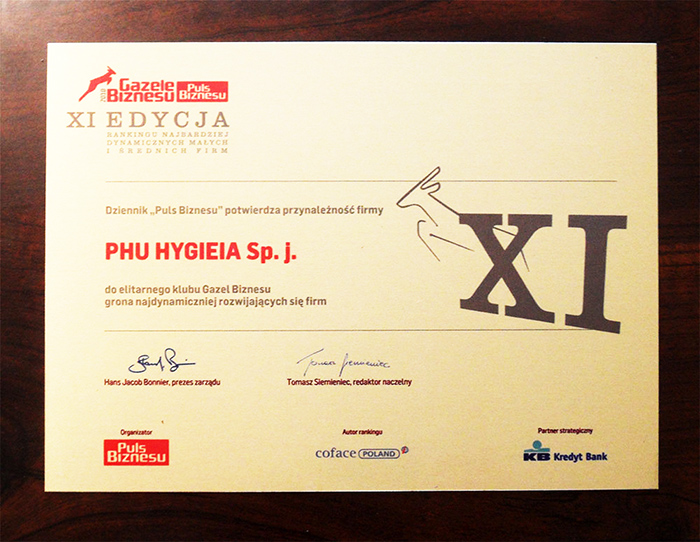 2010
Gazele
Biznesu
Puls
Biznesu
XI EDYCJA
RANKINGU NAJBARDZIEJ
DYNAMICZNYCH MAŁYCH
I ŚREDNICH FIRM
Dziennik „Puls Biznesu” potwierdza przynależność firmy
PHU HYGIEIA Sp. j.
do elitarnego klubu Gazel Biznesu
grona najdynamiczniej rozwijających się firm
XI
Tomasz Siemieniec
Hans Jacob Bonnier, prezes zarządu
Tomasz Siemieniec, redaktor naczelny
Organizator
Puls
Biznesu
Autor rankingu
coface POLAND
Partner strategiczny
KB Kredyt Bank